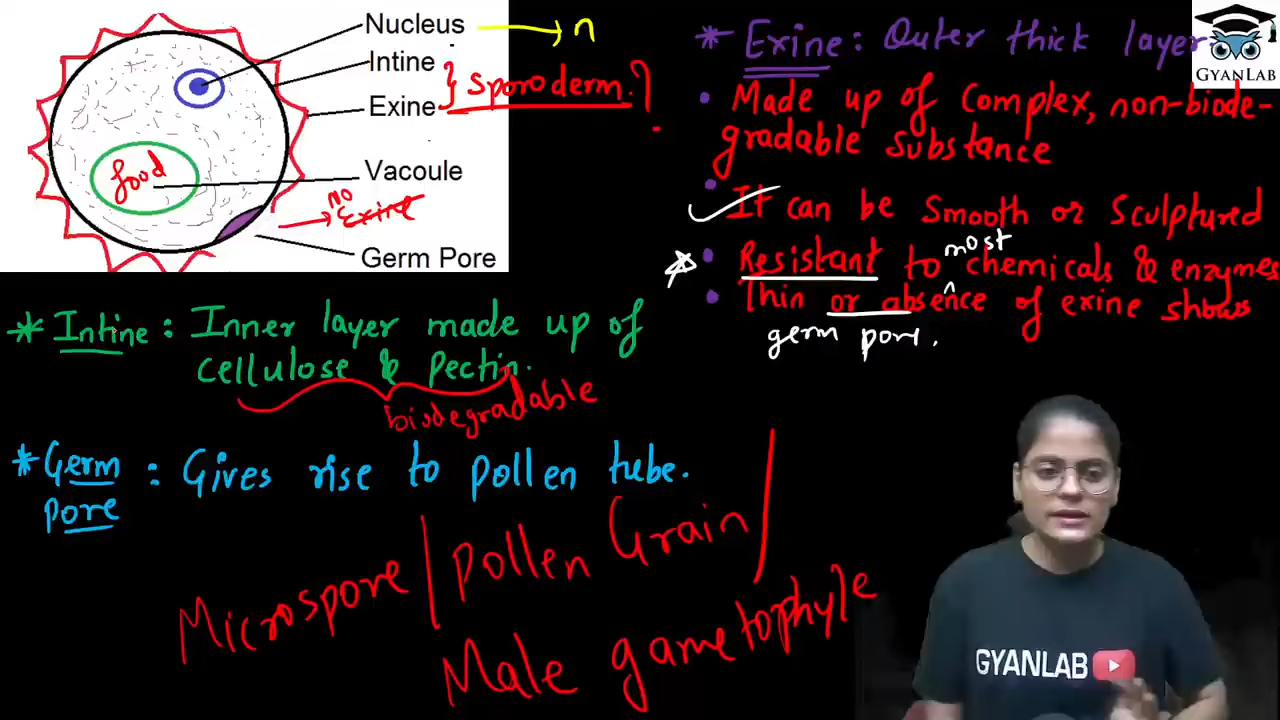 Nucleus → n
Intine
} Sporoderm.}
Exine
food
Vacoule
no
Exine
Germ Pore
* Exine: Outer thick layer.
GYANLAB
• Made up of Complex, non-biode-
gradable substance
• It can be smooth or sculptured
• Resistant to most chemicals & enzymes
• Thin or absence of exine shows
germ pore.
* Intine: Inner layer made up of
cellulose & pectin.
biodegradable
* Germ pore : Gives rise to pollen tube.
Microspore / Pollen Grain /
Male gametophyle
GYANLAB